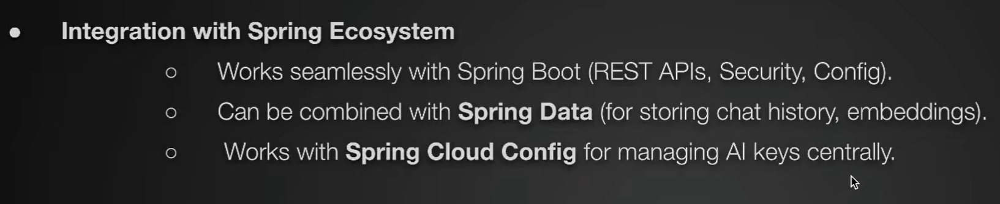 ● Integration with Spring Ecosystem
○ Works seamlessly with Spring Boot (REST APIs, Security, Config).
○ Can be combined with Spring Data (for storing chat history, embeddings).
○ Works with Spring Cloud Config for managing AI keys centrally.